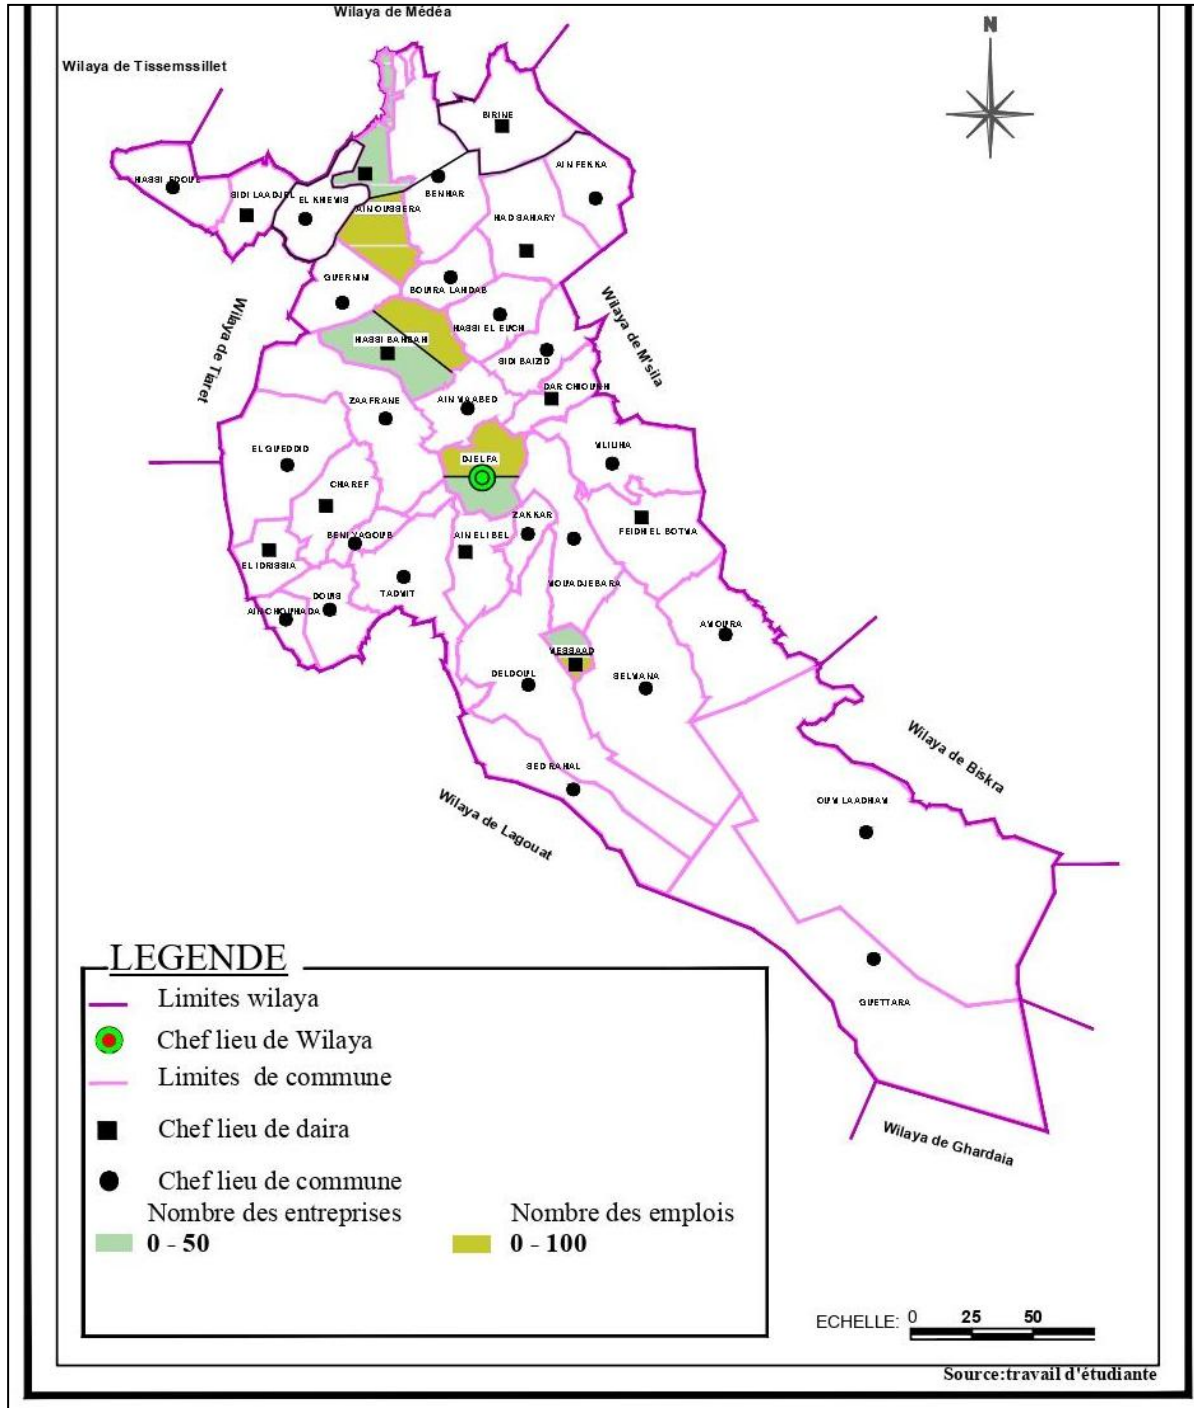 Wilaya de Médéa
N
Wilaya de Tissemssillet
BIRINE
AIN FEKKA
HASSI FDOUL
SIDI LAADJEL
EL KHEMIS
BENHAR
AIN OUSSERA
HAD SAHARY
GUERNINI
BOUIRA LAHDAB
Wilaya de Tiaret
Wilaya de M'sila
HASSI EL EUCH
HASSI BAHBAH
SIDI BAIZID
DAR CHIOUKH
ZAAFRANE
AIN MAABED
EL GUEDDID
DJELFA
MLILIHA
CHAREF
ZAKKAR
BENI YAGOUB
AIN EL IBEL
FEIDH EL BOTMA
EL IDRISSIA
MOUADJEBARA
DOUIS
TADMIT
AIN CHOUHADA
AMOURA
MESSAAD
DELDOUL
SELMANA
Wilaya de Biskra
SED RAHAL
OUM LAADHAM
Wilaya de Lagouat
LEGENDE
Limites wilaya
GUETTARA
Chef lieu de Wilaya
Limites de commune
Chef lieu de daira
Wilaya de Ghardaia
Chef lieu de commune
Nombre des entreprises
Nombre des emplois
0 - 50
0 - 100
ECHELLE: 0 25 50
Source:travail d'étudiante